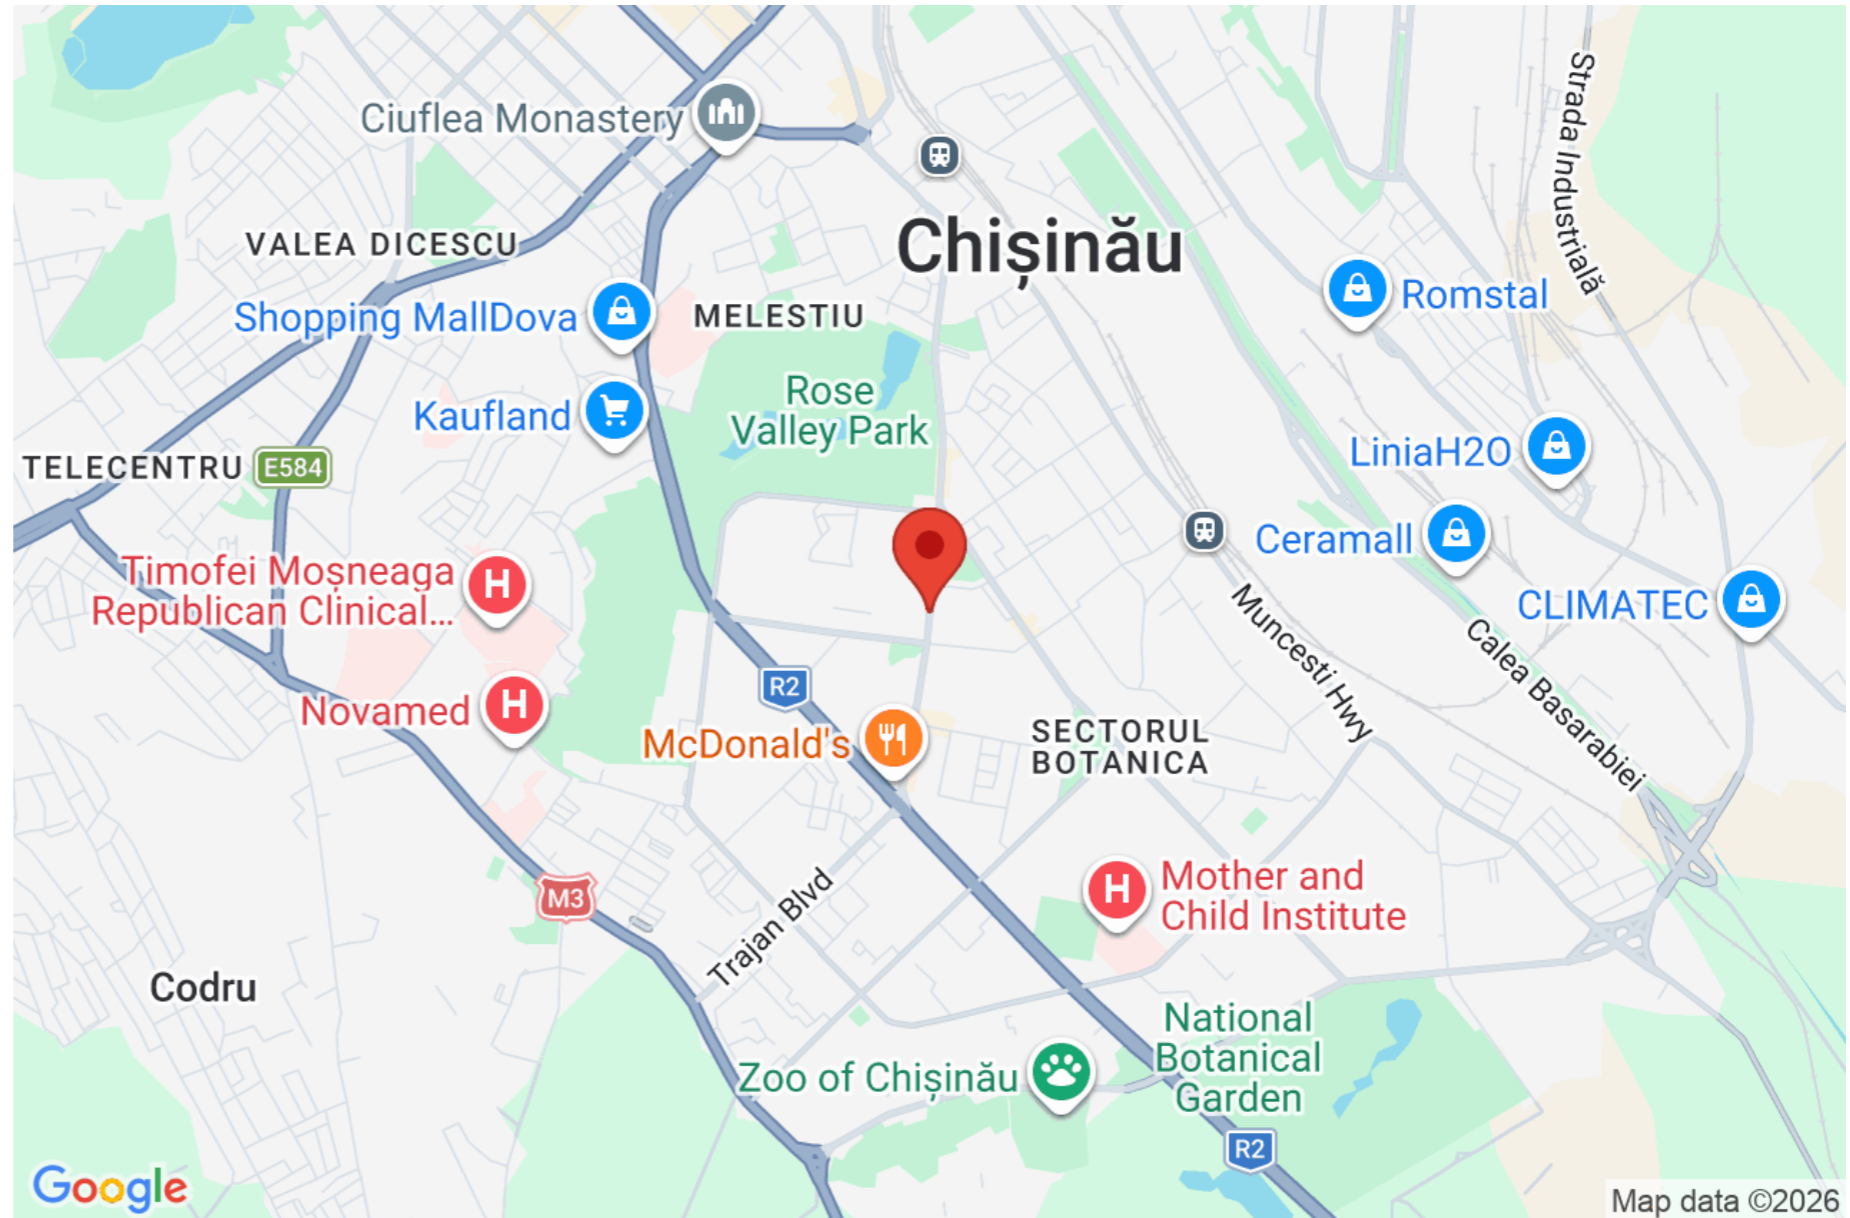 Ciuflea Monastery
Strada Industrială
Chișinău
VALEA DICESCU
Shopping MallDova
MELESTIU
Romstal
Rose
Valley Park
Kaufland
TELECENTRU
E584
LiniaH2O
Ceramall
Timofei Moșneaga
Republican Clinical...
CLIMATEC
Muncesti Hwy
Calea Basarabiei
R2
Novamed
McDonald's
SECTORUL
BOTANICA
M3
Trajan Blvd
Mother and
Child Institute
Codru
National
Botanical
Garden
Zoo of Chișinău
R2
Google
Map data ©2026
H
H
H